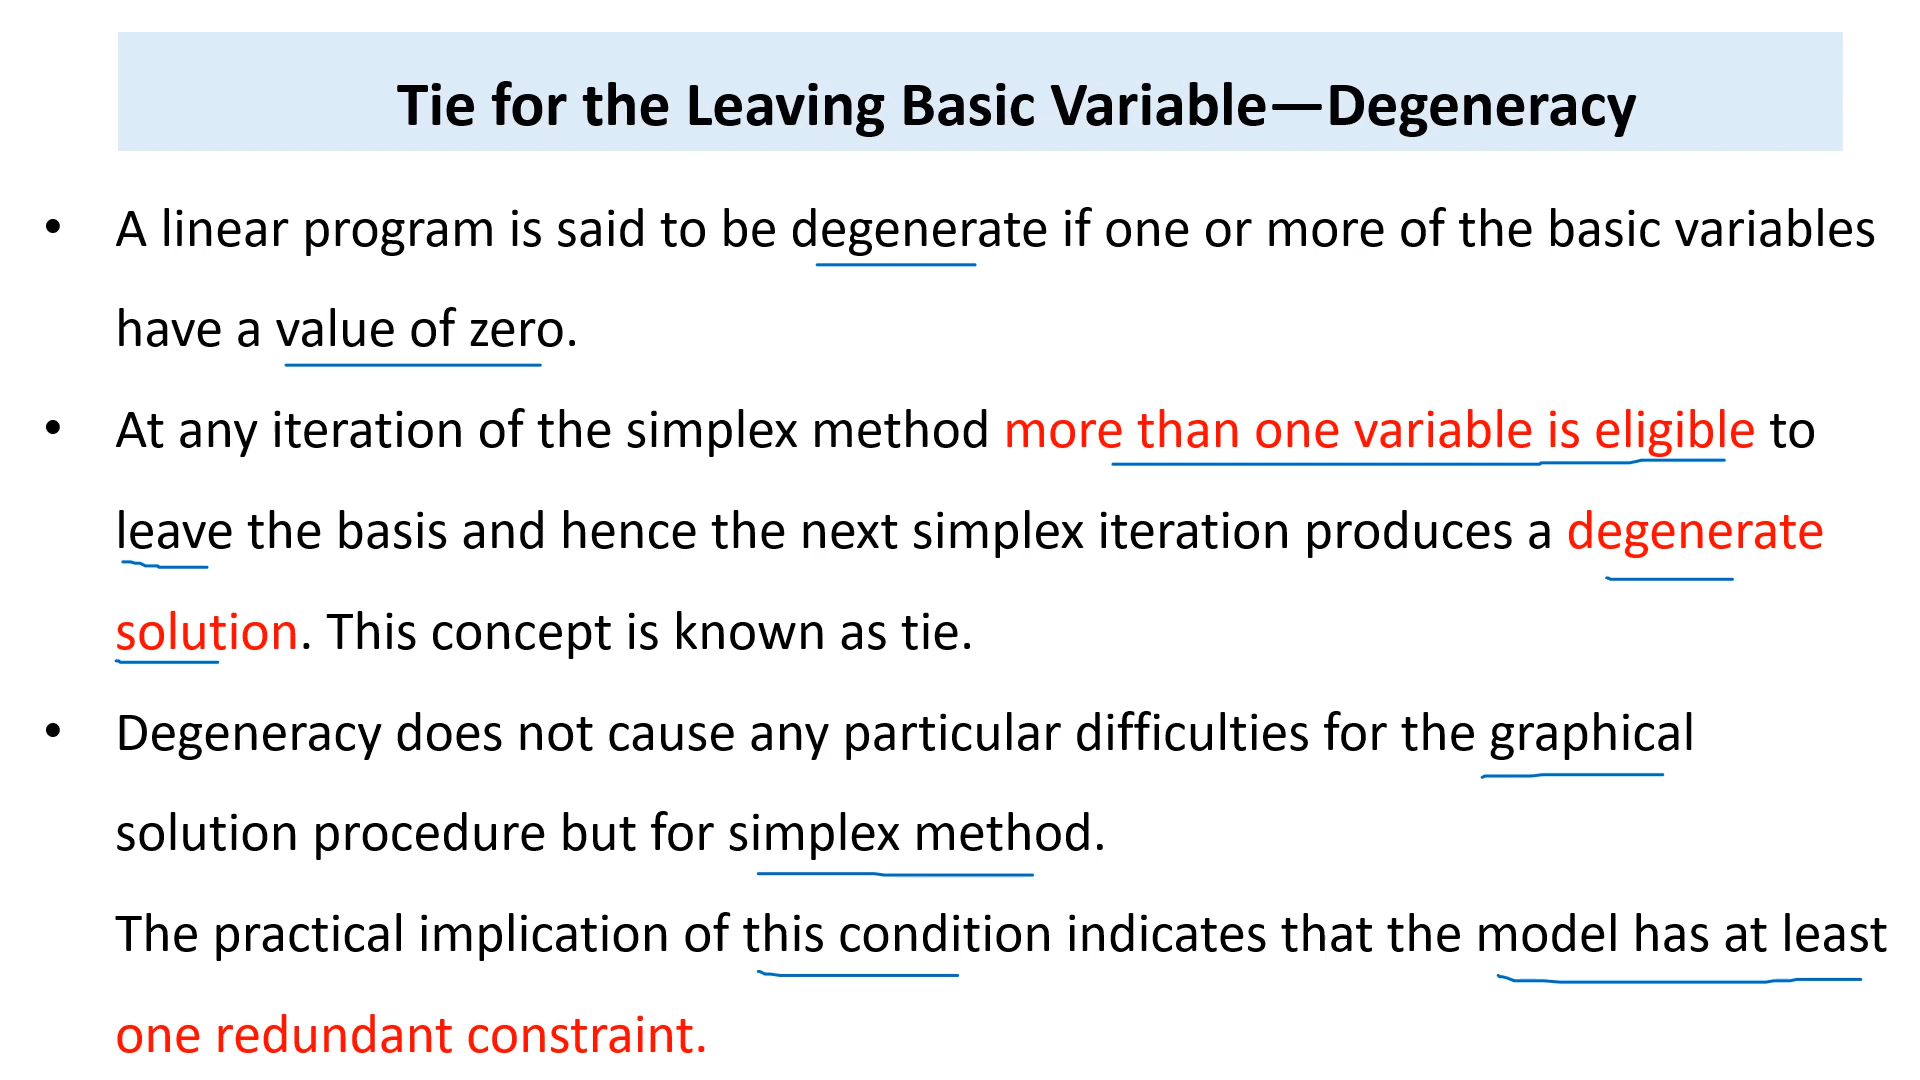 Tie for the Leaving Basic Variable—Degeneracy
• A linear program is said to be degenerate if one or more of the basic variables
have a value of zero.
• At any iteration of the simplex method more than one variable is eligible to
leave the basis and hence the next simplex iteration produces a degenerate
solution. This concept is known as tie.
• Degeneracy does not cause any particular difficulties for the graphical
solution procedure but for simplex method.
The practical implication of this condition indicates that the model has at least
one redundant constraint.